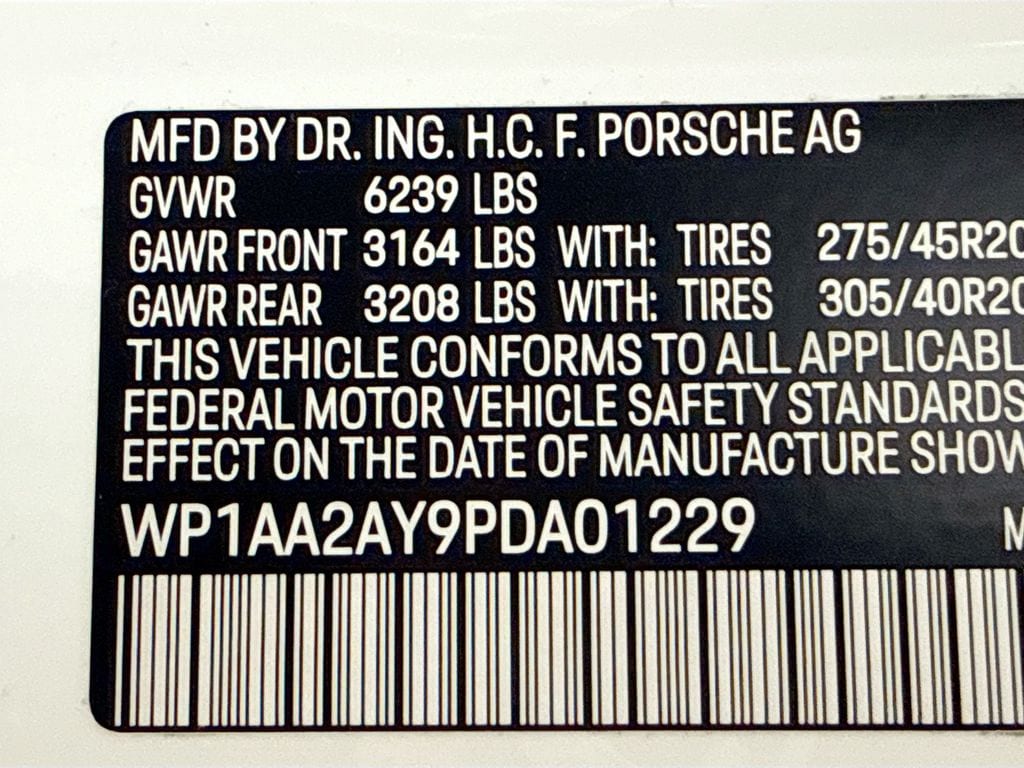 MFD BY DR. ING. H.C. F. PORSCHE AG
GVWR 6239 LBS
GAWR FRONT 3164 LBS WITH: TIRES 275/45R20
GAWR REAR 3208 LBS WITH: TIRES 305/40R20
THIS VEHICLE CONFORMS TO ALL APPLICABL
FEDERAL MOTOR VEHICLE SAFETY STANDARDS
EFFECT ON THE DATE OF MANUFACTURE SHOW
WP1AA2AY9PDA01229